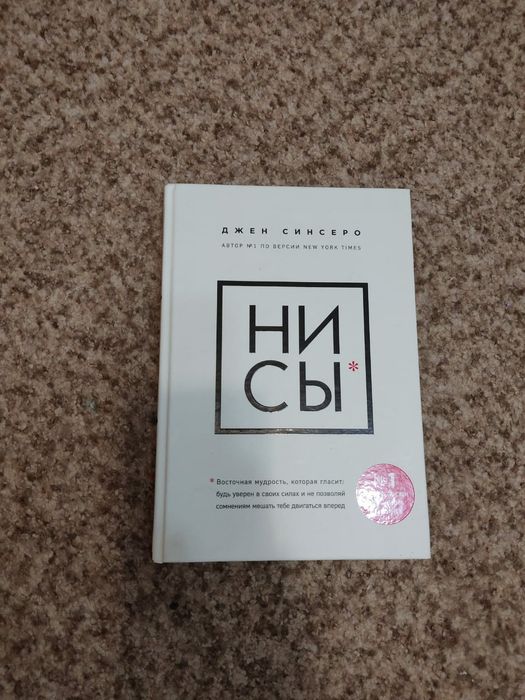 ДЖЕН СИНСЕРО
АВТОР №1 ПО ВЕРСИИ NEW YORK TIMES
НИ
СЫ*
* Восточная мудрость, которая гласит:
будь уверен в своих силах и не позволяй
сомнениям мешать тебе двигаться вперед